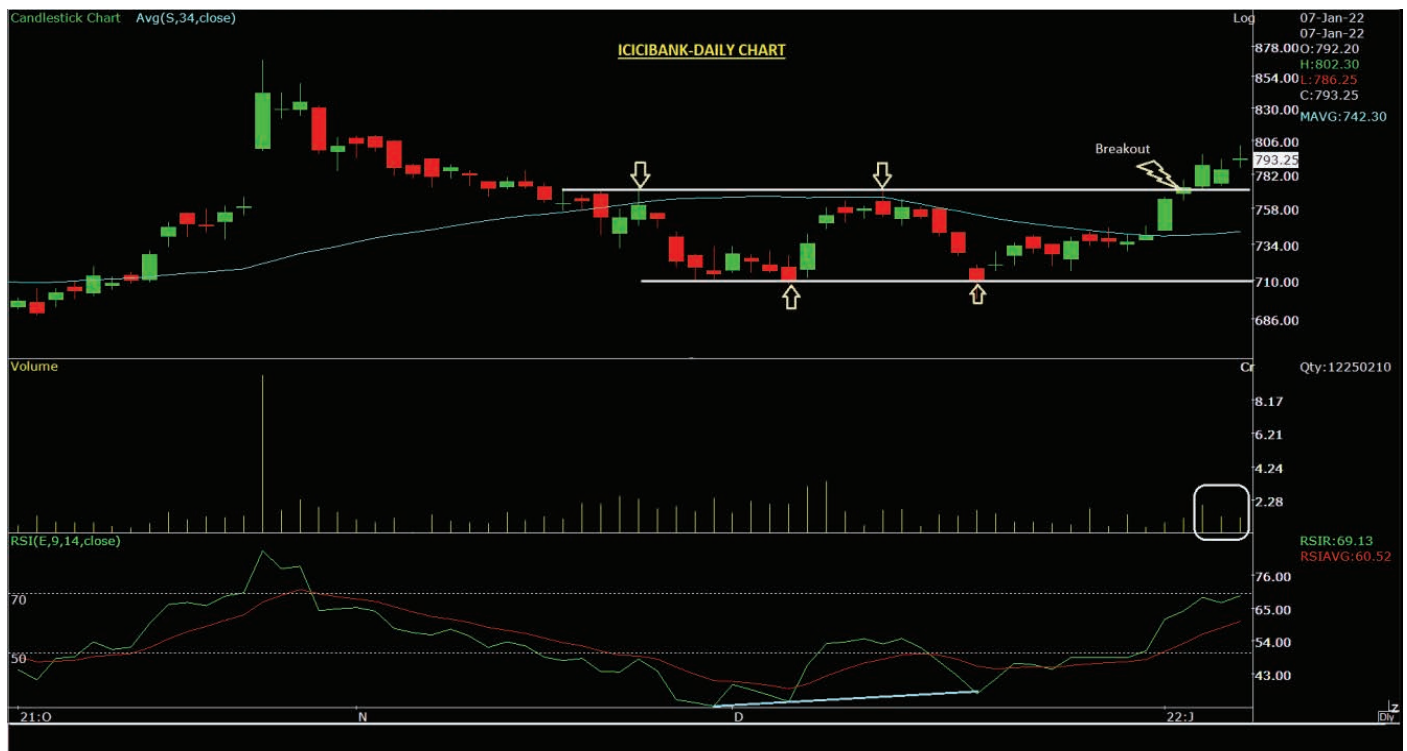 Candlestick Chart Avg(S,34,close)
Log
07-Jan-22
07-Jan-22
O:792.20
H:802.30
L:786.25
C:793.25
MAVG:742.30
ICICIBANK-DAILY CHART
878.00
854.00
830.00
806.00
793.25
782.00
758.00
734.00
710.00
686.00
Breakout
Volume
Cr
Qty:12250210
8.17
6.21
4.24
2.28
RSI(E,9,14,close)
RSIR:69.13
RSIAVG:60.52
76.00
70
65.00
54.00
50
43.00
21:O N D 22:J
Z
Dly